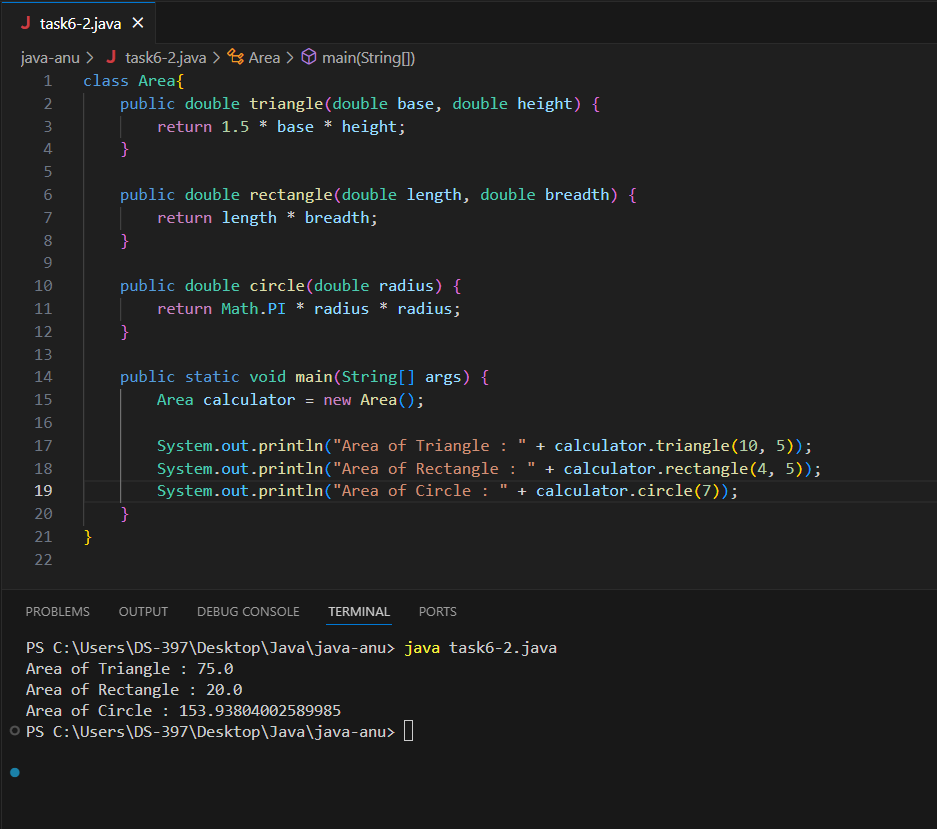 J task6-2.java ×
java-anu > J task6-2.java > Area > main(String[])
1 class Area{
2     public double triangle(double base, double height) {
3         return 1.5 * base * height;
4     }
5
6     public double rectangle(double length, double breadth) {
7         return length * breadth;
8     }
9
10     public double circle(double radius) {
11         return Math.PI * radius * radius;
12     }
13
14     public static void main(String[] args) {
15         Area calculator = new Area();
16
17         System.out.println("Area of Triangle : " + calculator.triangle(10, 5));
18         System.out.println("Area of Rectangle : " + calculator.rectangle(4, 5));
19         System.out.println("Area of Circle : " + calculator.circle(7));
20     }
21 }
22
PROBLEMS OUTPUT DEBUG CONSOLE TERMINAL PORTS
PS C:\Users\DS-397\Desktop\Java\java-anu> java task6-2.java
Area of Triangle : 75.0
Area of Rectangle : 20.0
Area of Circle : 153.93804002589985
PS C:\Users\DS-397\Desktop\Java\java-anu>